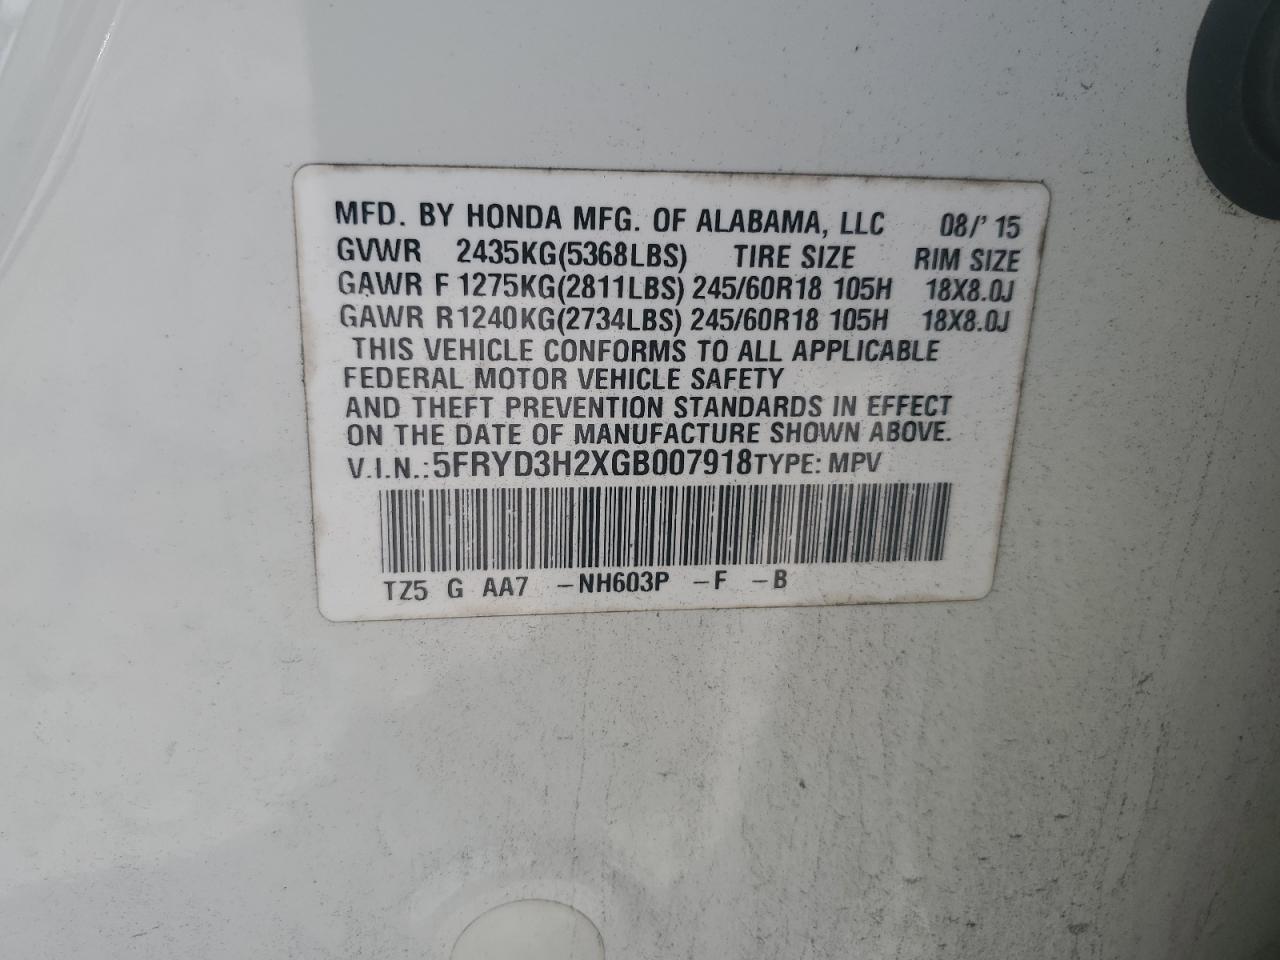 MFD. BY HONDA MFG. OF ALABAMA, LLC 08/' 15
GVWR 2435KG(5368LBS) TIRE SIZE RIM SIZE
GAWR F 1275KG(2811LBS) 245/60R18 105H 18X8.0J
GAWR R1240KG(2734LBS) 245/60R18 105H 18X8.0J
THIS VEHICLE CONFORMS TO ALL APPLICABLE
FEDERAL MOTOR VEHICLE SAFETY
AND THEFT PREVENTION STANDARDS IN EFFECT
ON THE DATE OF MANUFACTURE SHOWN ABOVE.
V.I.N.:5FRYD3H2XGB007918TYPE: MPV
TZ5 G AA7 -NH603P -F -B